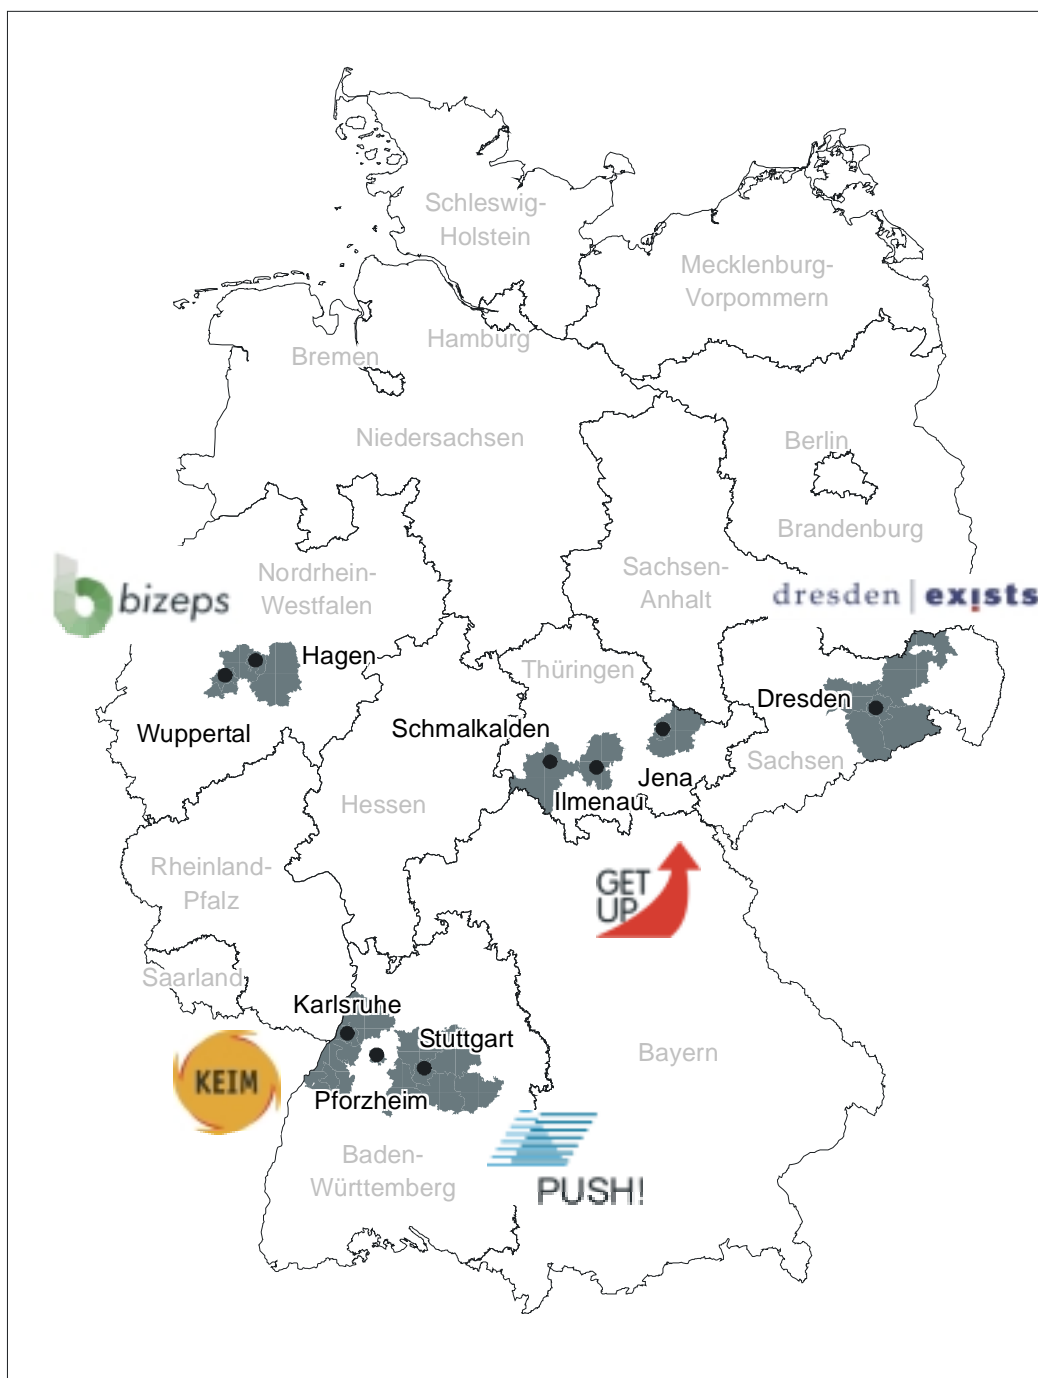 Schleswig-
Holstein
Mecklenburg-
Vorpommern
Hamburg
Bremen
Niedersachsen
Berlin
Brandenburg
Nordrhein-
Westfalen
Sachsen-
Anhalt
bizeps
dresden | exists
Hagen
Wuppertal
Thüringen
Schmalkalden
Dresden
Sachsen
Jena
Ilmenau
Hessen
Rheinland-
Pfalz
GET
UP
Saarland
Karlsruhe
Stuttgart
Bayern
KEIM
Pforzheim
Baden-
Württemberg
PUSH!